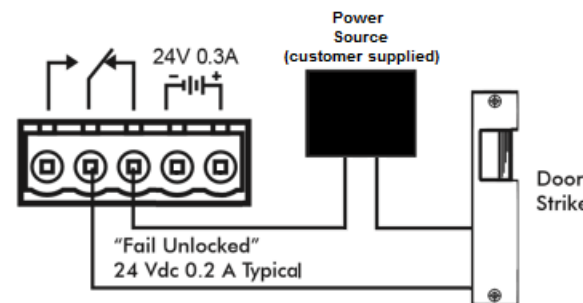 Power
Source
(customer supplied)
24V 0.3A
- +
Door
Strike
"Fail Unlocked"
24 Vdc 0.2 A Typical